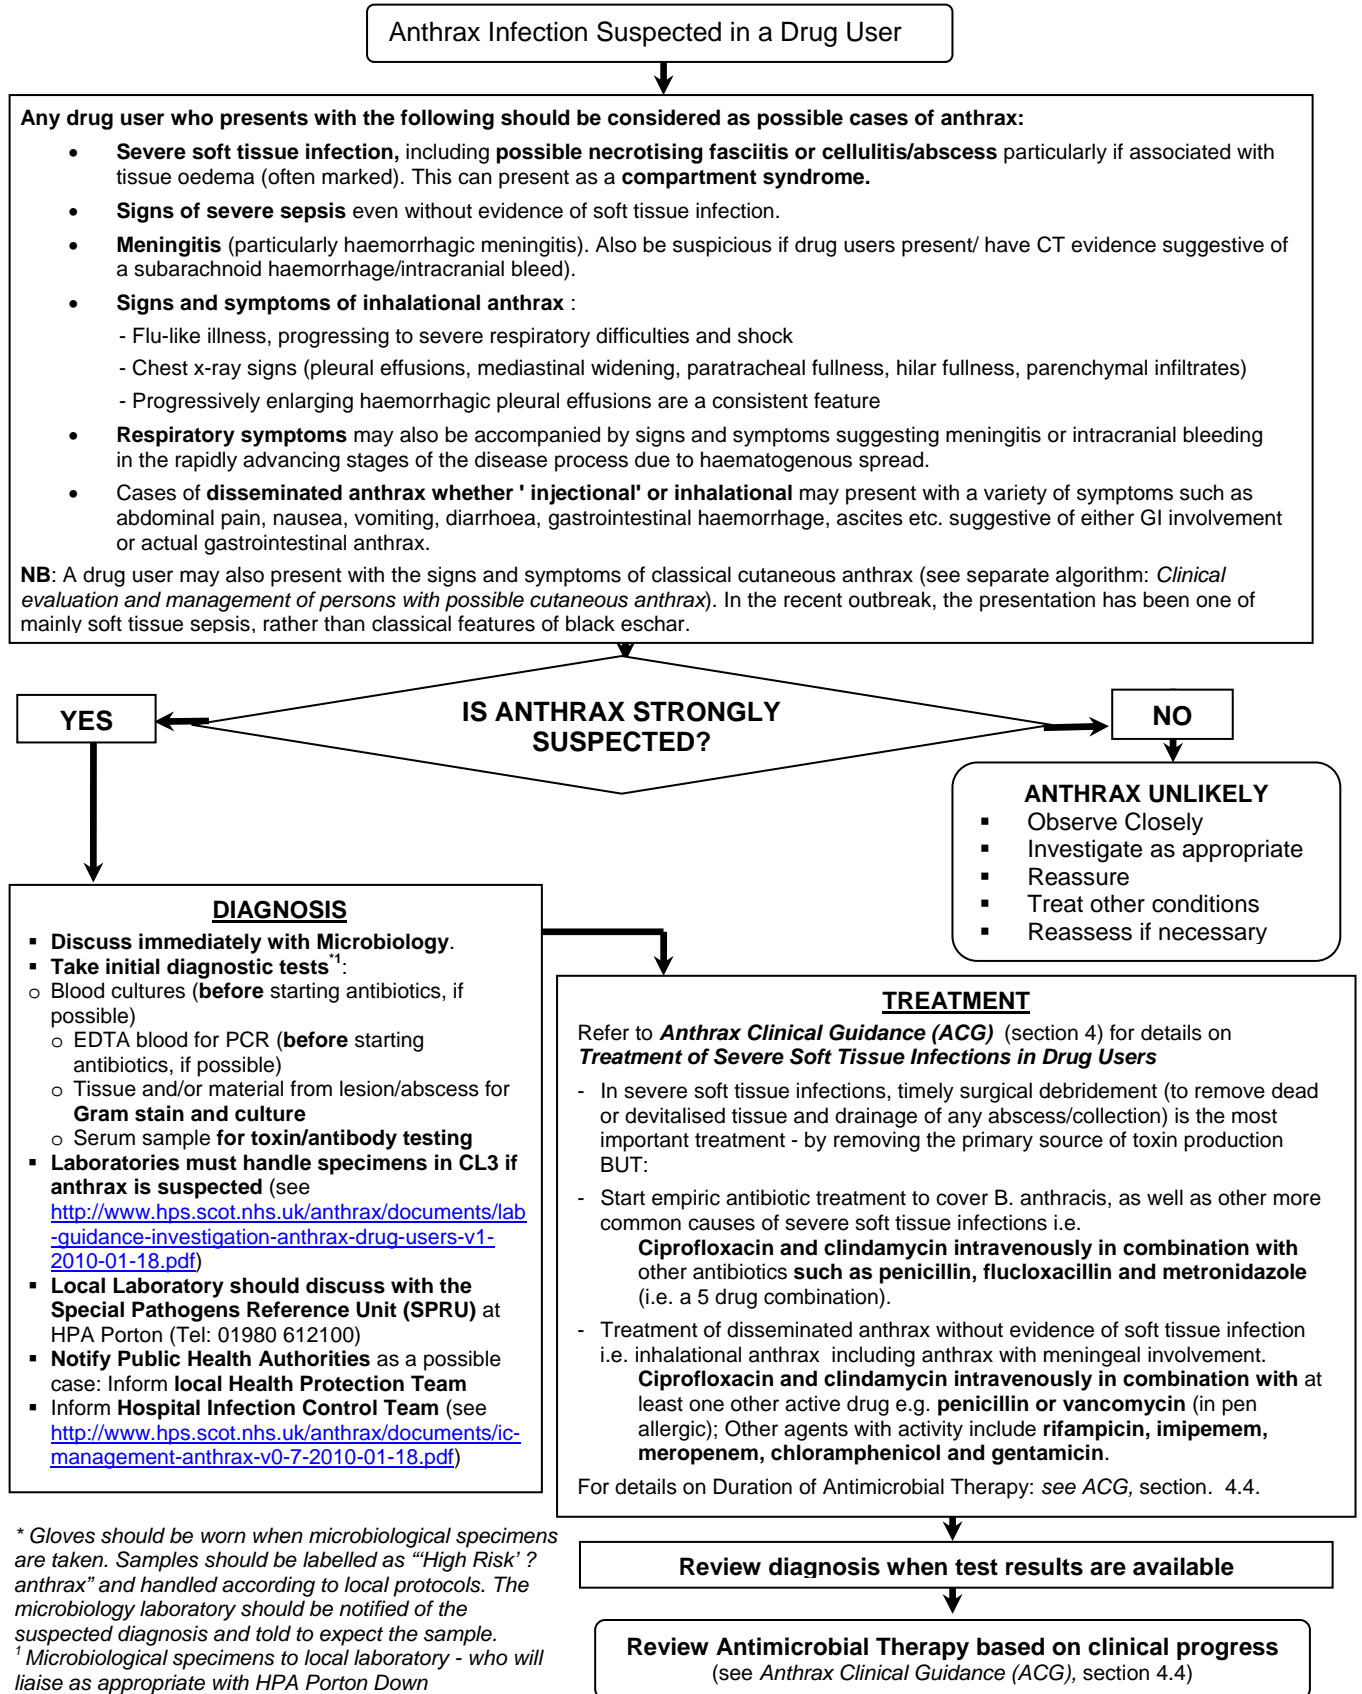 Anthrax Infection Suspected in a Drug User
Any drug user who presents with the following should be considered as possible cases of anthrax:
• Severe soft tissue infection, including possible necrotising fasciitis or cellulitis/abscess particularly if associated with
tissue oedema (often marked). This can present as a compartment syndrome.
• Signs of severe sepsis even without evidence of soft tissue infection.
• Meningitis (particularly haemorrhagic meningitis). Also be suspicious if drug users present/ have CT evidence suggestive of
a subarachnoid haemorrhage/intracranial bleed).
• Signs and symptoms of inhalational anthrax :
- Flu-like illness, progressing to severe respiratory difficulties and shock
- Chest x-ray signs (pleural effusions, mediastinal widening, paratracheal fullness, hilar fullness, parenchymal infiltrates)
- Progressively enlarging haemorrhagic pleural effusions are a consistent feature
• Respiratory symptoms may also be accompanied by signs and symptoms suggesting meningitis or intracranial bleeding
in the rapidly advancing stages of the disease process due to haematogenous spread.
• Cases of disseminated anthrax whether ' injectional' or inhalational may present with a variety of symptoms such as
abdominal pain, nausea, vomiting, diarrhoea, gastrointestinal haemorrhage, ascites etc. suggestive of either GI involvement
or actual gastrointestinal anthrax.
NB: A drug user may also present with the signs and symptoms of classical cutaneous anthrax (see separate algorithm: Clinical
evaluation and management of persons with possible cutaneous anthrax). In the recent outbreak, the presentation has been one of
mainly soft tissue sepsis, rather than classical features of black eschar.
IS ANTHRAX STRONGLY
SUSPECTED?
YES
NO
ANTHRAX UNLIKELY
▪ Observe Closely
▪ Investigate as appropriate
▪ Reassure
▪ Treat other conditions
▪ Reassess if necessary
DIAGNOSIS
▪ Discuss immediately with Microbiology.
▪ Take initial diagnostic tests*1:
o Blood cultures (before starting antibiotics, if
possible)
o EDTA blood for PCR (before starting
antibiotics, if possible)
o Tissue and/or material from lesion/abscess for
Gram stain and culture
o Serum sample for toxin/antibody testing
▪ Laboratories must handle specimens in CL3 if
anthrax is suspected (see
http://www.hps.scot.nhs.uk/anthrax/documents/lab
-guidance-investigation-anthrax-drug-users-v1-
2010-01-18.pdf)
▪ Local Laboratory should discuss with the
Special Pathogens Reference Unit (SPRU) at
HPA Porton (Tel: 01980 612100)
▪ Notify Public Health Authorities as a possible
case: Inform local Health Protection Team
▪ Inform Hospital Infection Control Team (see
http://www.hps.scot.nhs.uk/anthrax/documents/ic-
management-anthrax-v0-7-2010-01-18.pdf)
TREATMENT
Refer to Anthrax Clinical Guidance (ACG) (section 4) for details on
Treatment of Severe Soft Tissue Infections in Drug Users
- In severe soft tissue infections, timely surgical debridement (to remove dead
or devitalised tissue and drainage of any abscess/collection) is the most
important treatment - by removing the primary source of toxin production
BUT:
- Start empiric antibiotic treatment to cover B. anthracis, as well as other more
common causes of severe soft tissue infections i.e.
Ciprofloxacin and clindamycin intravenously in combination with
other antibiotics such as penicillin, flucloxacillin and metronidazole
(i.e. a 5 drug combination).
- Treatment of disseminated anthrax without evidence of soft tissue infection
i.e. inhalational anthrax including anthrax with meningeal involvement.
Ciprofloxacin and clindamycin intravenously in combination with at
least one other active drug e.g. penicillin or vancomycin (in pen
allergic); Other agents with activity include rifampicin, imipemem,
meropenem, chloramphenicol and gentamicin.
For details on Duration of Antimicrobial Therapy: see ACG, section. 4.4.
* Gloves should be worn when microbiological specimens
are taken. Samples should be labelled as “‘High Risk’ ?
anthrax” and handled according to local protocols. The
microbiology laboratory should be notified of the
suspected diagnosis and told to expect the sample.
1 Microbiological specimens to local laboratory - who will
liaise as appropriate with HPA Porton Down
Review diagnosis when test results are available
Review Antimicrobial Therapy based on clinical progress
(see Anthrax Clinical Guidance (ACG), section 4.4)